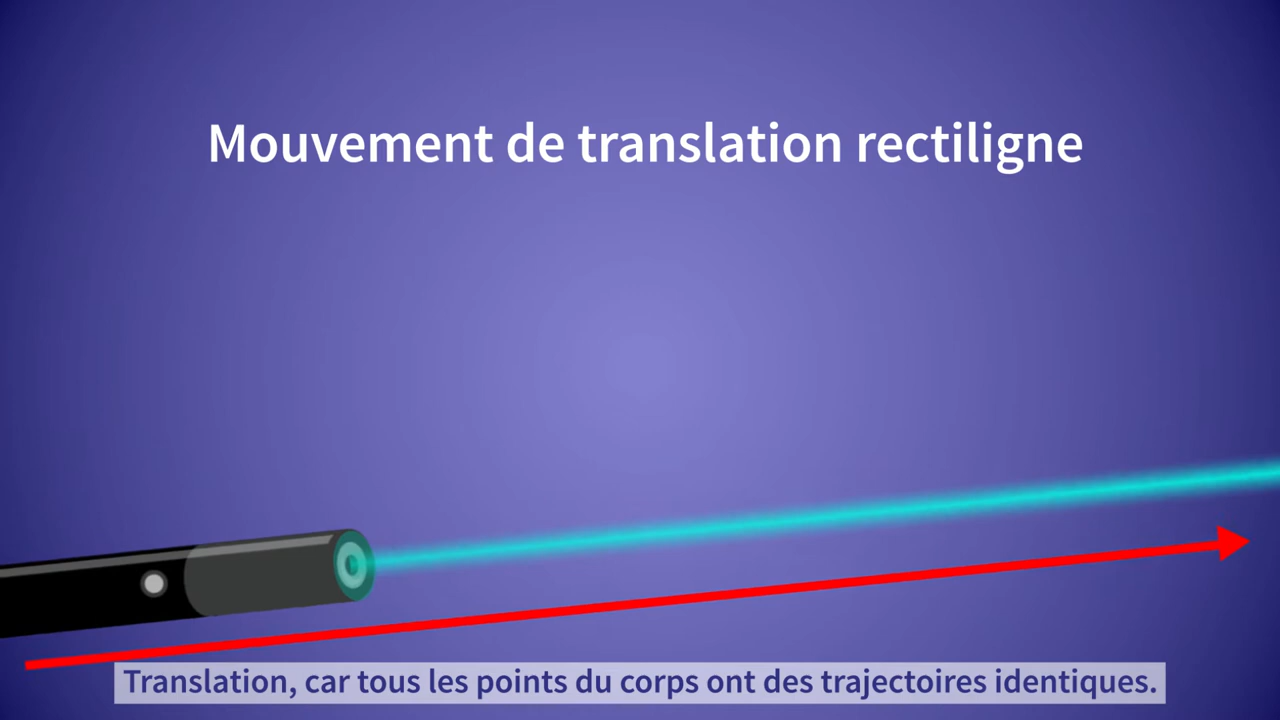 Mouvement de translation rectiligne
Translation, car tous les points du corps ont des trajectoires identiques.